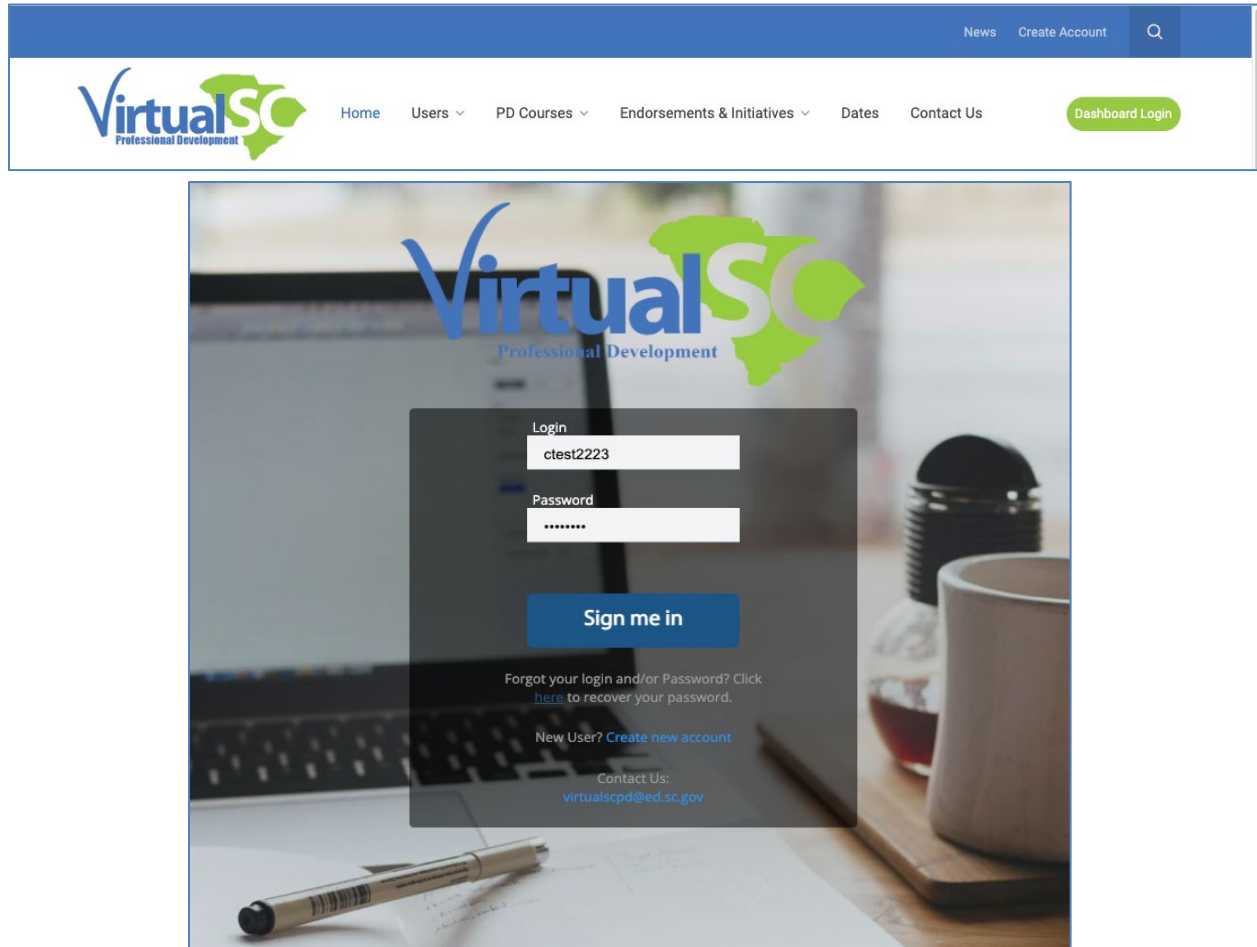 News Create Account
VirtualSC
Professional Development
Home Users PD Courses Endorsements & Initiatives Dates Contact Us Dashboard Login
VirtualSC
Professional Development
Login
ctest2223
Password
••••••••
Sign me in
Forgot your login and/or Password? Click
here to recover your password.
New User? Create new account
Contact Us:
virtualscpd@ed.sc.gov